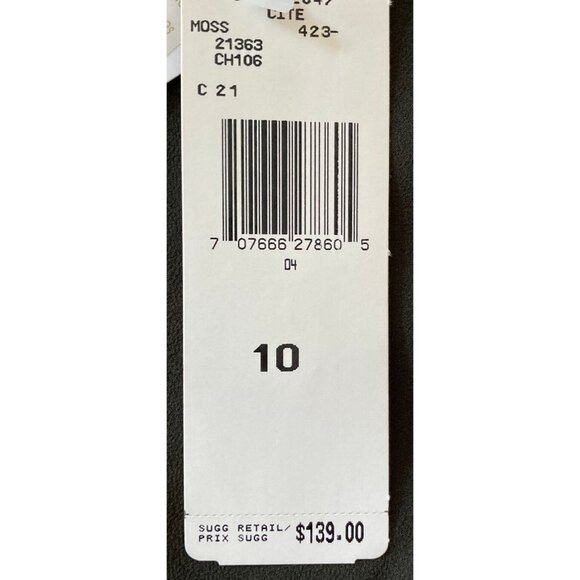 CITE
MOSS 423-
21363
CH106
C 21
7 07666 27860 5
04
10
SUGG RETAIL/ $139.00
PRIX SUGG